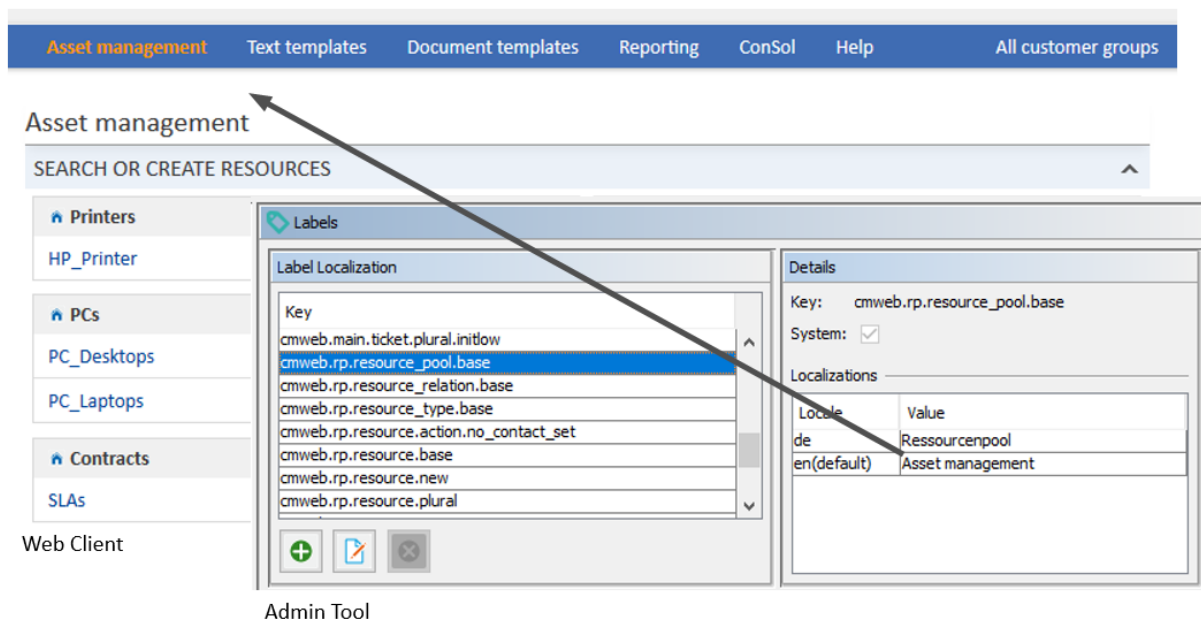 Asset management Text templates Document templates Reporting ConSol Help All customer groups
Asset management
SEARCH OR CREATE RESOURCES
Printers
HP_Printer
PCs
PC_Desktops
PC_Laptops
Contracts
SLAs
Web Client
Labels
Label Localization
Key
cmweb.main.ticket.plural.initlow
cmweb.rp.resource_pool.base
cmweb.rp.resource_relation.base
cmweb.rp.resource_type.base
cmweb.rp.resource.action.no_contact_set
cmweb.rp.resource.base
cmweb.rp.resource.new
cmweb.rp.resource.plural
Details
Key: cmweb.rp.resource_pool.base
System:
Localizations
Locale Value
de Ressourcenpool
en(default) Asset management
Admin Tool